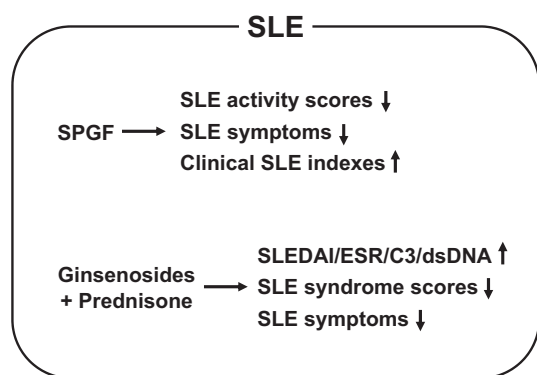 SLE
SLE activity scores ↓
SPGF → SLE symptoms ↓
Clinical SLE indexes ↑
SLEDAI/ESR/C3/dsDNA ↑
Ginsenosides
+ Prednisone → SLE syndrome scores ↓
SLE symptoms ↓